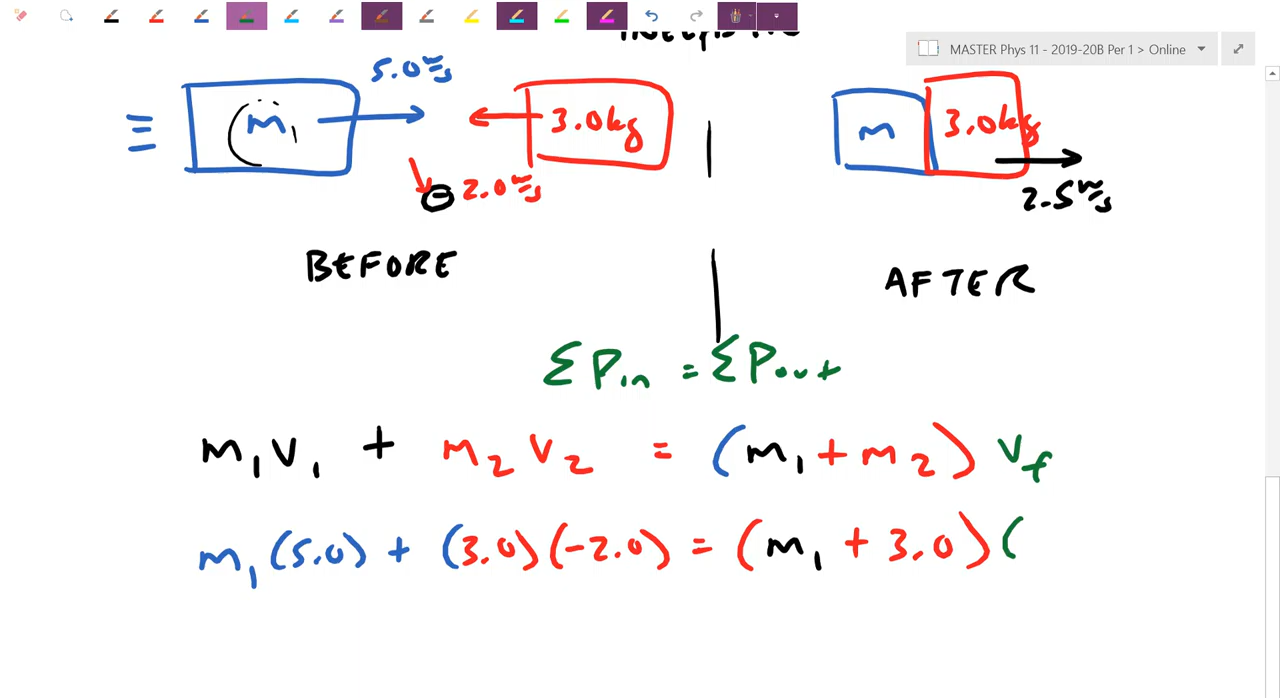 MASTER Phys 11 - 2019-20B Per 1 > Online
5.0 m/s
m₁
3.0kg
m
3.0kg
⊖ 2.0 m/s
2.5 m/s
BEFORE
AFTER
ΣPin = ΣPout
m₁v₁ + m₂v₂ = (m₁ + m₂) vf
m₁(5.0) + (3.0)(-2.0) = (m₁ + 3.0)(